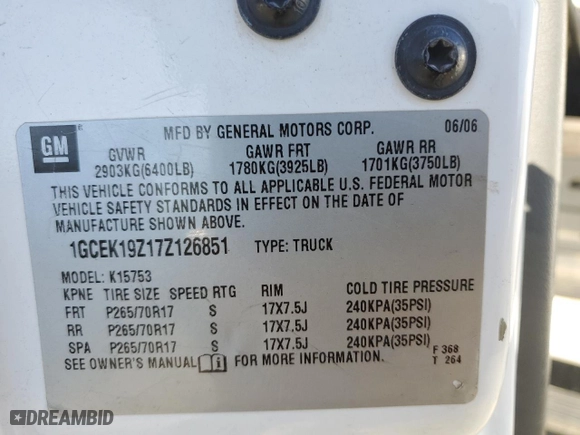 GM
MFD BY GENERAL MOTORS CORP. 06/06
GVWR GAWR FRT GAWR RR
2903KG(6400LB) 1780KG(3925LB) 1701KG(3750LB)
THIS VEHICLE CONFORMS TO ALL APPLICABLE U.S. FEDERAL MOTOR
VEHICLE SAFETY STANDARDS IN EFFECT ON THE DATE OF
MANUFACTURE SHOWN ABOVE.
1GCEK19Z17Z126851 TYPE: TRUCK
MODEL: K15753
KPNE TIRE SIZE SPEED RTG RIM COLD TIRE PRESSURE
FRT P265/70R17 S 17X7.5J 240KPA(35PSI)
RR P265/70R17 S 17X7.5J 240KPA(35PSI)
SPA P265/70R17 S 17X7.5J 240KPA(35PSI)
SEE OWNER'S MANUAL FOR MORE INFORMATION.
F 368
T 264
DREAMBID